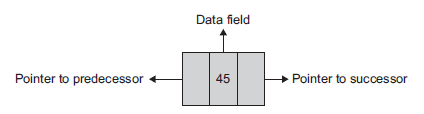 Data field
Pointer to predecessor
45
Pointer to successor